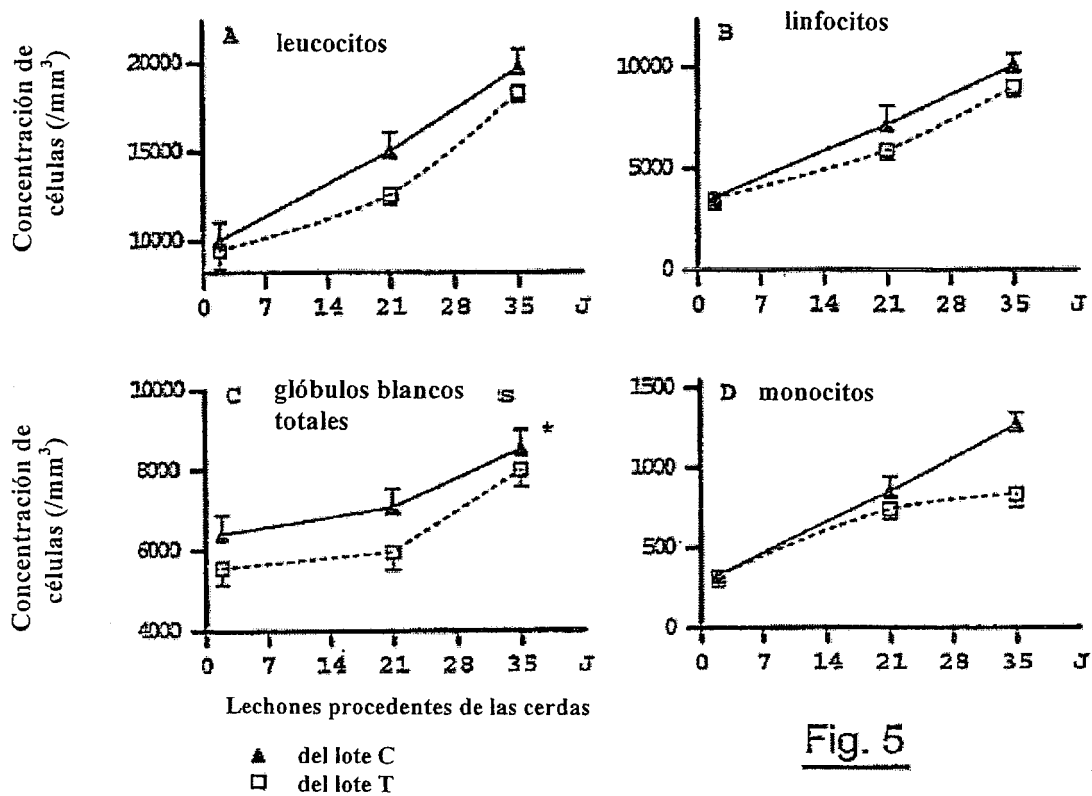 A leucocitos
Concentración de
células (/mm³)
20000
15000
10000
0 7 14 21 28 35 J
B linfocitos
10000
5000
0
0 7 14 21 28 35 J
C glóbulos blancos S
totales
*
Concentración de
células (/mm³)
10000
8000
6000
4000
0 7 14 21 28 35 J
D monocitos
1500
1000
500
0
0 7 14 21 28 35 J
Lechones procedentes de las cerdas
▲ del lote C
□ del lote T
Fig. 5